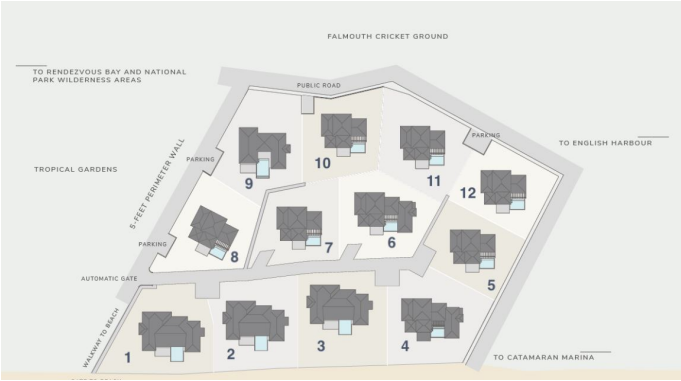 FALMOUTH CRICKET GROUND
TO RENDEZVOUS BAY AND NATIONAL
PARK WILDERNESS AREAS
PUBLIC ROAD
PARKING
TO ENGLISH HARBOUR
TROPICAL GARDENS
5-FEET PERIMETER WALL
PARKING
9
10
11
12
PARKING
8
7
6
5
AUTOMATIC GATE
WALKWAY TO BEACH
1
2
3
4
TO CATAMARAN MARINA